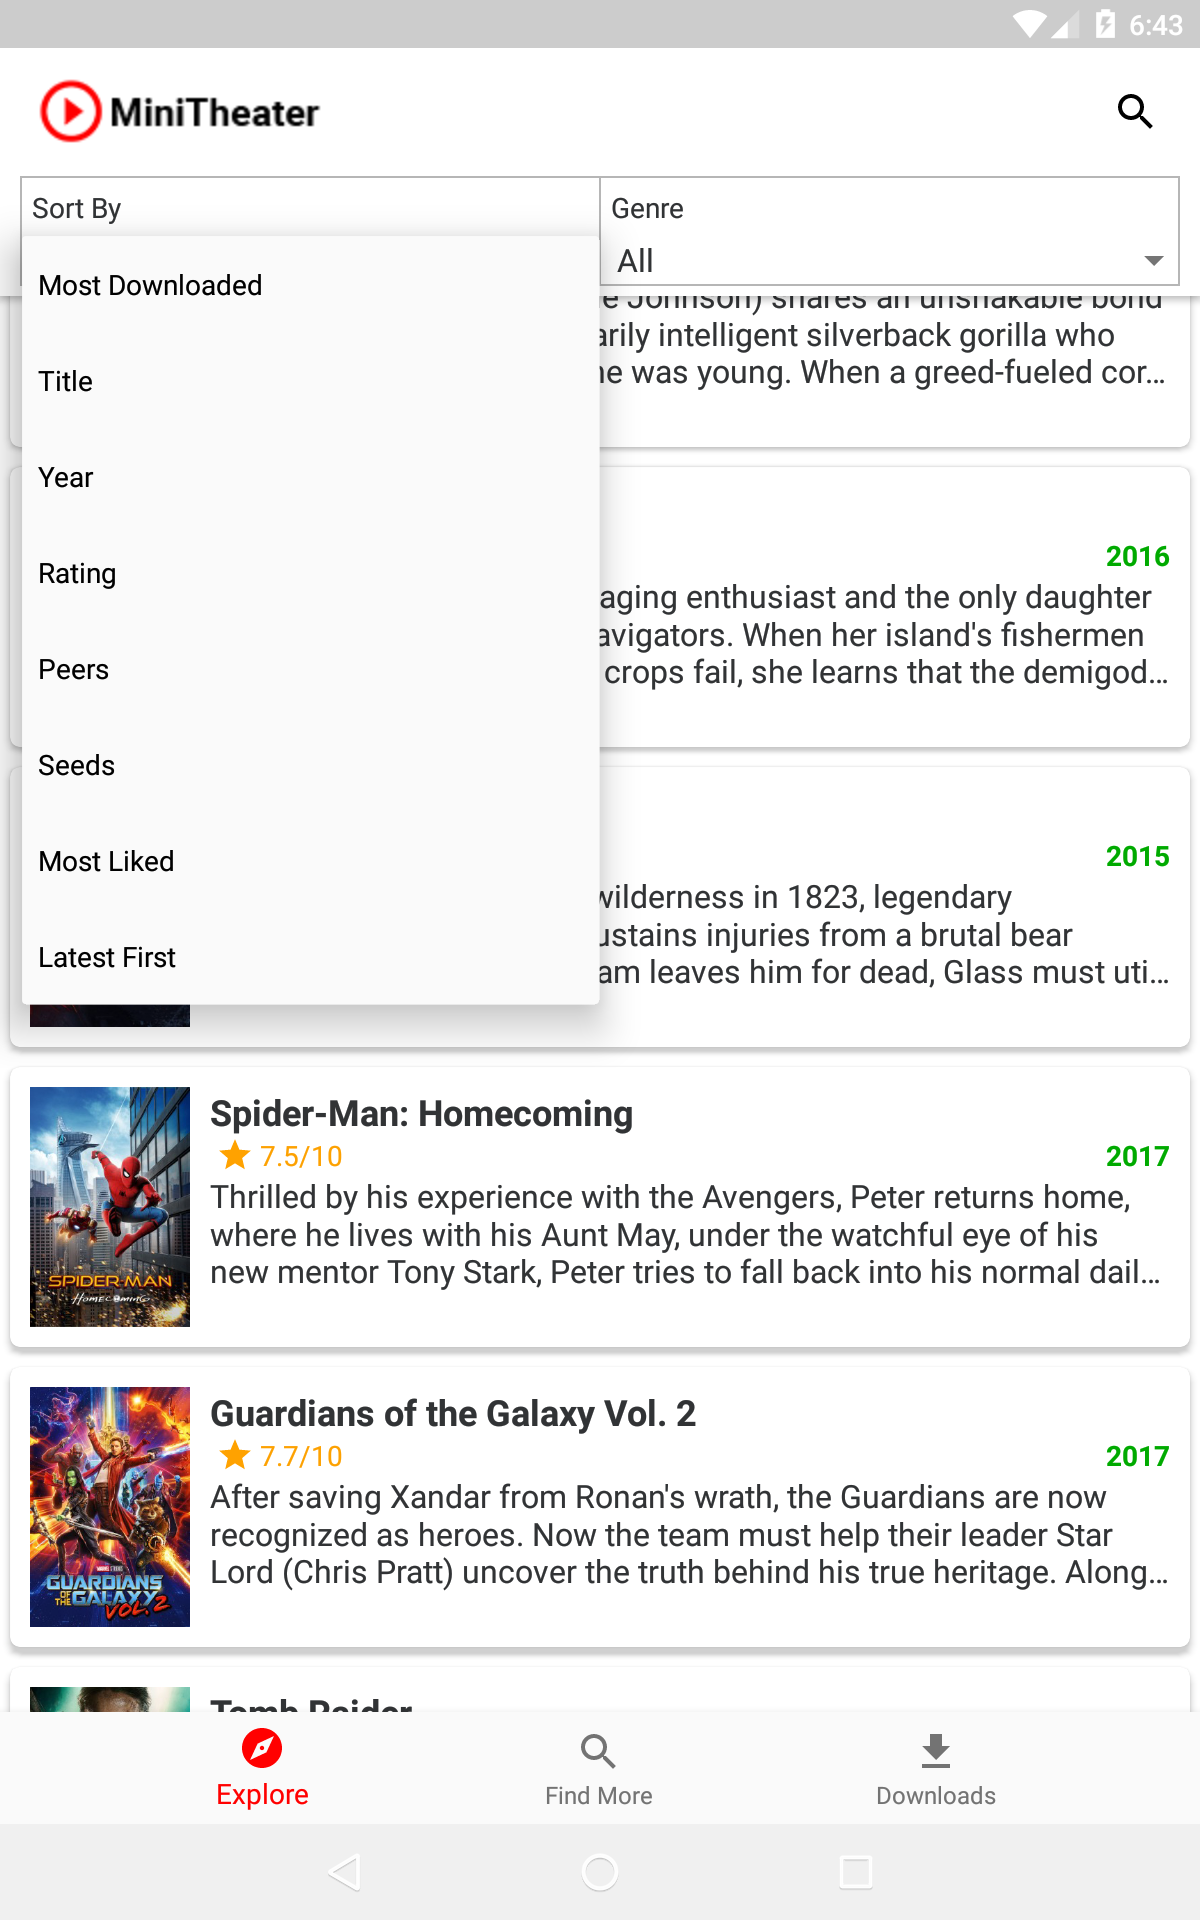 6:43
MiniTheater
Sort By
Genre
All
Most Downloaded
Title
Year
Rating
Peers
Seeds
Most Liked
Latest First
e Johnson) shares an unshakable bond
arily intelligent silverback gorilla who
he was young. When a greed-fueled cor...
2016
aging enthusiast and the only daughter
avigators. When her island's fishermen
crops fail, she learns that the demigod...
2015
wilderness in 1823, legendary
ustains injuries from a brutal bear
am leaves him for dead, Glass must uti...
Spider-Man: Homecoming
7.5/10
2017
Thrilled by his experience with the Avengers, Peter returns home,
where he lives with his Aunt May, under the watchful eye of his
new mentor Tony Stark, Peter tries to fall back into his normal dail...
SPIDER-MAN
HOMECOMING
Guardians of the Galaxy Vol. 2
7.7/10
2017
After saving Xandar from Ronan's wrath, the Guardians are now
recognized as heroes. Now the team must help their leader Star
Lord (Chris Pratt) uncover the truth behind his true heritage. Along...
GUARDIANS
OF THE GALAXY
VOL. 2
Tomb Raider
Explore
Find More
Downloads